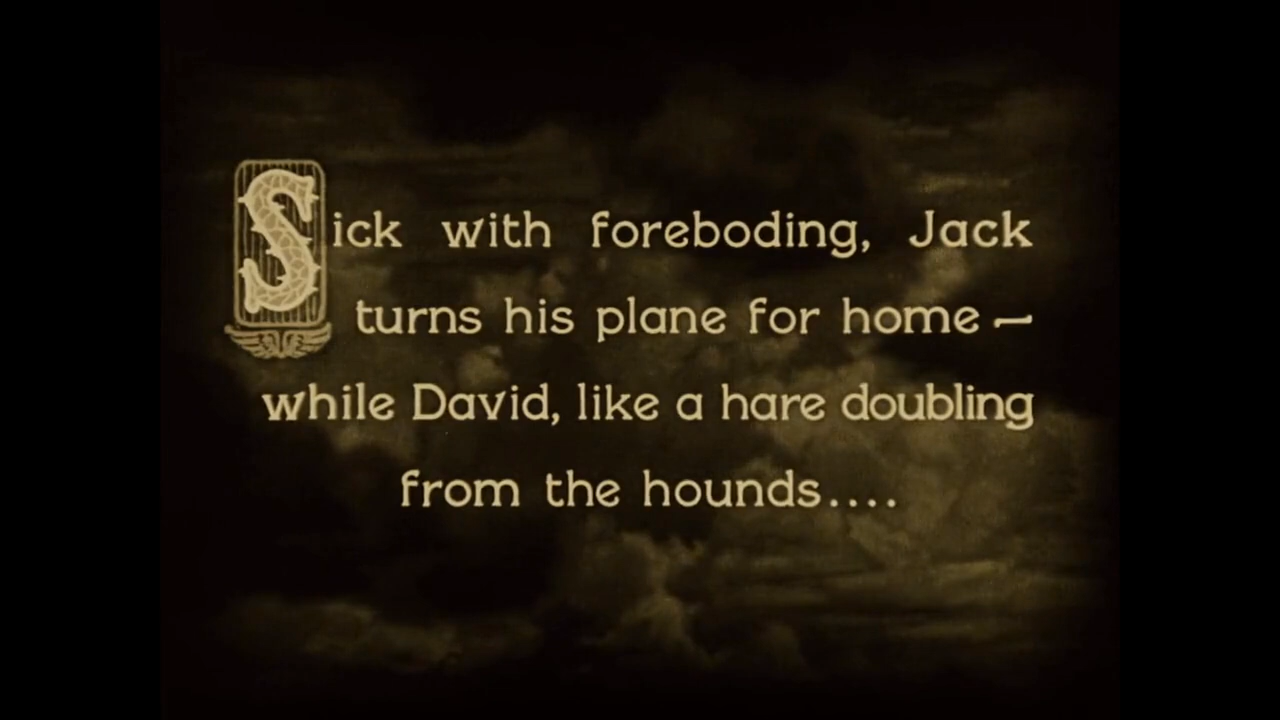 Sick with foreboding, Jack
turns his plane for home —
while David, like a hare doubling
from the hounds....